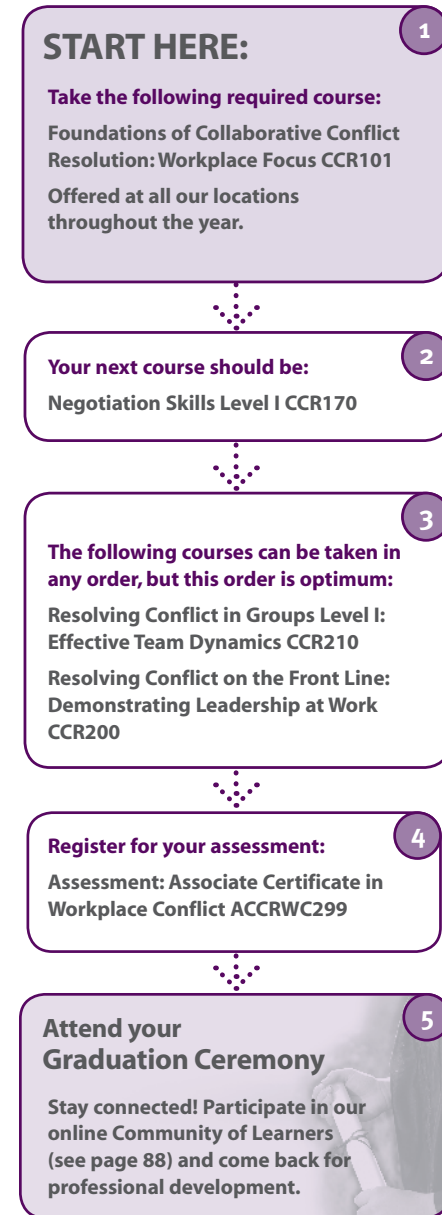 1
START HERE:
Take the following required course:
Foundations of Collaborative Conflict
Resolution: Workplace Focus CCR101
Offered at all our locations
throughout the year.
2
Your next course should be:
Negotiation Skills Level I CCR170
3
The following courses can be taken in
any order, but this order is optimum:
Resolving Conflict in Groups Level I:
Effective Team Dynamics CCR210
Resolving Conflict on the Front Line:
Demonstrating Leadership at Work
CCR200
4
Register for your assessment:
Assessment: Associate Certificate in
Workplace Conflict ACCRWC299
5
Attend your
Graduation Ceremony
Stay connected! Participate in our
online Community of Learners
(see page 88) and come back for
professional development.